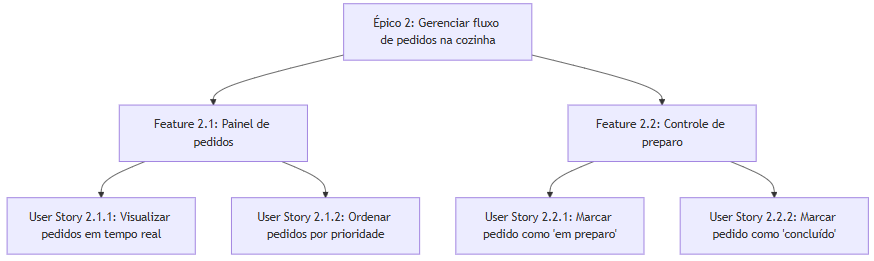 Épico 2: Gerenciar fluxo
de pedidos na cozinha
Feature 2.1: Painel de
pedidos
Feature 2.2: Controle de
preparo
User Story 2.1.1: Visualizar
pedidos em tempo real
User Story 2.1.2: Ordenar
pedidos por prioridade
User Story 2.2.1: Marcar
pedido como 'em preparo'
User Story 2.2.2: Marcar
pedido como 'concluído'